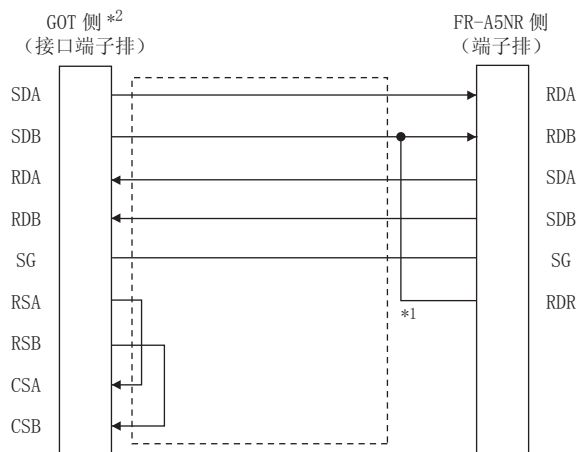 GOT 侧 *2
(接口端子排)
FR-A5NR 侧
(端子排)
SDA
RDA
SDB
RDB
RDA
SDA
RDB
SDB
SG
SG
RSA
RDR
*1
RSB
CSA
CSB